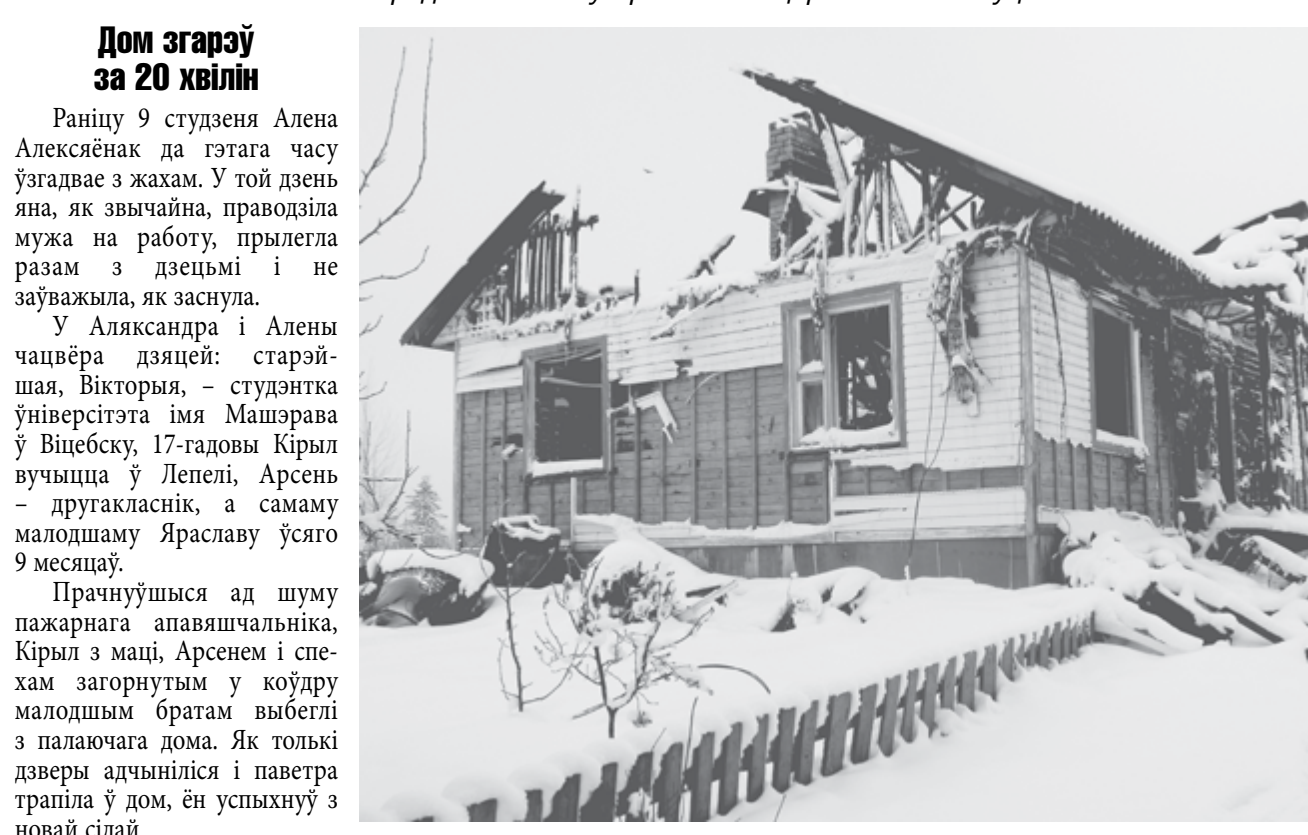 Дом згарэў
за 20 хвілін
Раніцу 9 студзеня Алена
Алексяёнак да гэтага часу
ўзгадвае з жахам. У той дзень
яна, як звычайна, праводзіла
мужа на работу, прылегла
разам з дзецьмі і не
заўважыла, як заснула.
У Аляксандра і Алены
чацвёра дзяцей: старэй-
шая, Вікторыя, – студэнтка
ўніверсітэта імя Машэрава
ў Віцебску, 17-гадовы Кірыл
вучыцца ў Лепелі, Арсень
– другакласнік, а самаму
малодшаму Яраславу ўсяго
9 месяцаў.
Прачнуўшыся ад шуму
пажарнага апавяшчальніка,
Кірыл з маці, Арсенем і спе-
хам загорнутым у коўдру
малодшым братам выбеглі
з палаючага дома. Як толькі
дзверы адчыніліся і паветра
трапіла ў дом, ён успыхнуў з
новай сілай